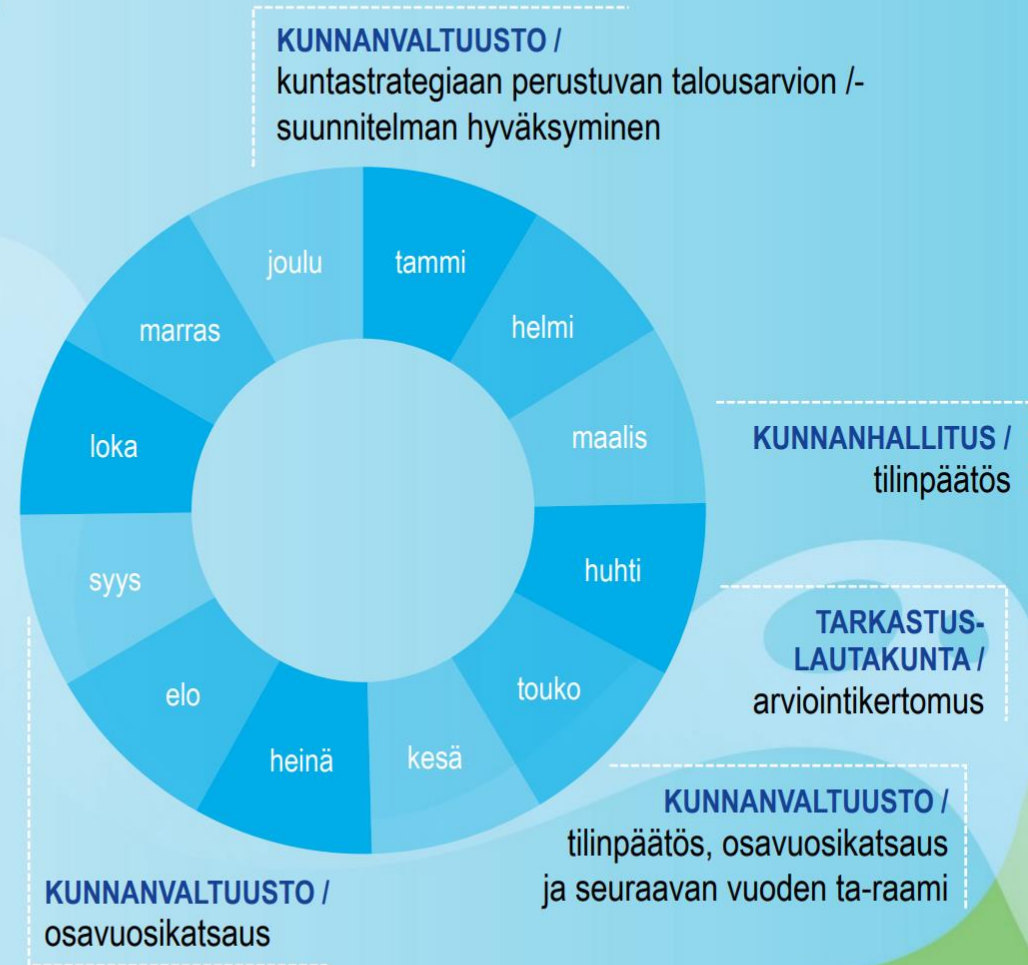 KUNNANVALTUUSTO /
kuntastrategiaan perustuvan talousarvion /-
suunnitelman hyväksyminen
tammi
helmi
maalis
huhti
touko
kesä
heinä
elo
syys
loka
marras
joulu
KUNNANHALLITUS /
tilinpäätös
TARKASTUS-
LAUTAKUNTA /
arviointikertomus
KUNNANVALTUUSTO /
tilinpäätös, osavuosikatsaus
ja seuraavan vuoden ta-raami
KUNNANVALTUUSTO /
osavuosikatsaus